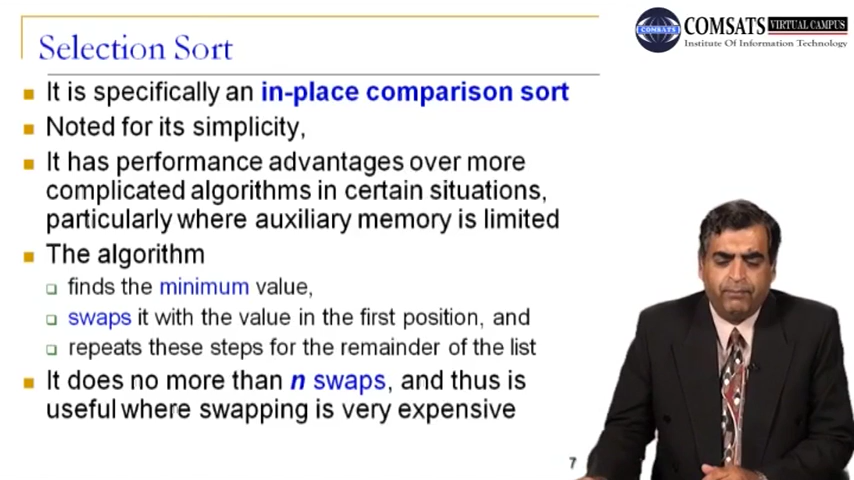 COMSATS VIRTUAL CAMPUS
COMSATS
Institute Of Information Technology
Selection Sort
It is specifically an in-place comparison sort
Noted for its simplicity,
It has performance advantages over more
complicated algorithms in certain situations,
particularly where auxiliary memory is limited
The algorithm
finds the minimum value,
swaps it with the value in the first position, and
repeats these steps for the remainder of the list
It does no more than n swaps, and thus is
useful where swapping is very expensive
7